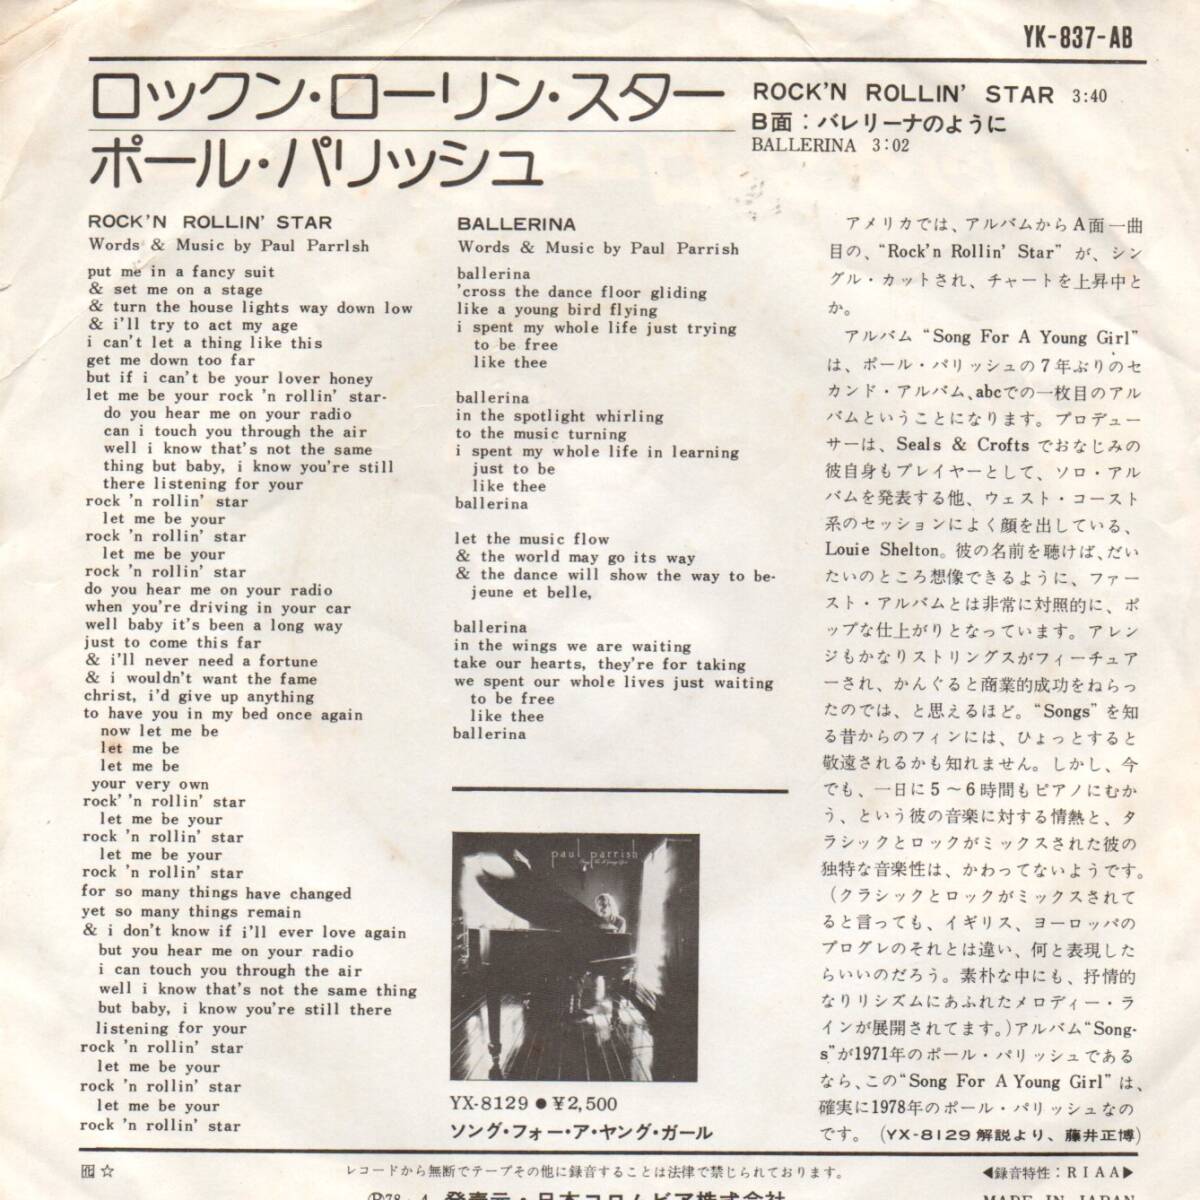 YK-837-AB
ロックン・ローリン・スター
ポール・パリッシュ
ROCK'N ROLLIN' STAR 3:40
B面：バレリーナのように
BALLERINA 3:02
ROCK'N ROLLIN' STAR
Words & Music by Paul Parrish
put me in a fancy suit
& set me on a stage
& turn the house lights way down low
& i'll try to act my age
i can't let a thing like this
get me down too far
but if i can't be your lover honey
let me be your rock 'n rollin' star-
do you hear me on your radio
can i touch you through the air
well i know that's not the same
thing but baby, i know you're still
there listening for your
rock 'n rollin' star
let me be your
rock 'n rollin' star
let me be your
rock 'n rollin' star
do you hear me on your radio
when you're driving in your car
well baby it's been a long way
just to come this far
& i'll never need a fortune
& i wouldn't want the fame
christ, i'd give up anything
to have you in my bed once again
now let me be
let me be
let me be
your very own
rock' 'n rollin' star
let me be your
rock 'n rollin' star
let me be your
rock 'n rollin' star
for so many things have changed
yet so many things remain
& i don't know if i'll ever love again
but you hear me on your radio
i can touch you through the air
well i know that's not the same thing
but baby, i know you're still there
listening for your
rock 'n rollin' star
let me be your
rock 'n rollin' star
let me be your
rock 'n rollin' star
BALLERINA
Words & Music by Paul Parrish
ballerina
'cross the dance floor gliding
like a young bird flying
i spent my whole life just trying
to be free
like thee
ballerina
in the spotlight whirling
to the music turning
i spent my whole life in learning
just to be
like thee
ballerina
let the music flow
& the world may go its way
& the dance will show the way to be-
jeune et belle,
ballerina
in the wings we are waiting
take our hearts, they're for taking
we spent our whole lives just waiting
to be free
like thee
ballerina
paul parrish
YX-8129 ● ¥2,500
ソング・フォー・ア・ヤング・ガール
アメリカでは、アルバムからA面一曲
目の、“Rock'n Rollin' Star” が、シン
グル・カットされ、チャートを上昇中と
か。
アルバム “Song For A Young Girl”
は、ポール・パリッシュの7年ぶりのセ
カンド・アルバム、abcでの一枚目のアル
バムということになります。プロデュー
サーは、Seals & Croftsでおなじみの
彼自身もプレイヤーとして、ソロ・アル
バムを発表する他、ウェスト・コースト
系のセッションによく顔を出している、
Louie Shelton。彼の名前を聴けば、だい
たいのところ想像できるように、ファー
スト・アルバムとは非常に対照的に、ポ
ップな仕上がりとなっています。アレン
ジもかなりストリングスがフィーチュア
ーされ、かんぐると商業的成功をねらっ
たのでは、と思えるほど。“Songs” を知
る昔からのフィンには、ひょっとすると
敬遠されるかも知れません。しかし、今
でも、一日に5～6時間もピアノにむか
う、という彼の音楽に対する情熱と、ク
ラシックとロックがミックスされた彼の
独特な音楽性は、かわってないようです。
(クラシックとロックがミックスされて
ると言っても、イギリス、ヨーロッパの
プログレのそれとは違い、何と表現した
らいいのだろう。素朴な中にも、抒情的
なリリシズムにあふれたメロディー・ラ
インが展開されてます。)アルバム“Song-
s”が1971年のポール・パリッシュである
なら、この“Song For A Young Girl”は、
確実に1978年のポール・パリッシュなの
です。(YX-8129 解説より、藤井正博)
☆
レコードから無断でテープその他に録音することは法律で禁じられております。
◀録音特性：RIAA▶
Ⓟ78・4 発売元・日本コロムビア株式会社
MADE IN JAPAN